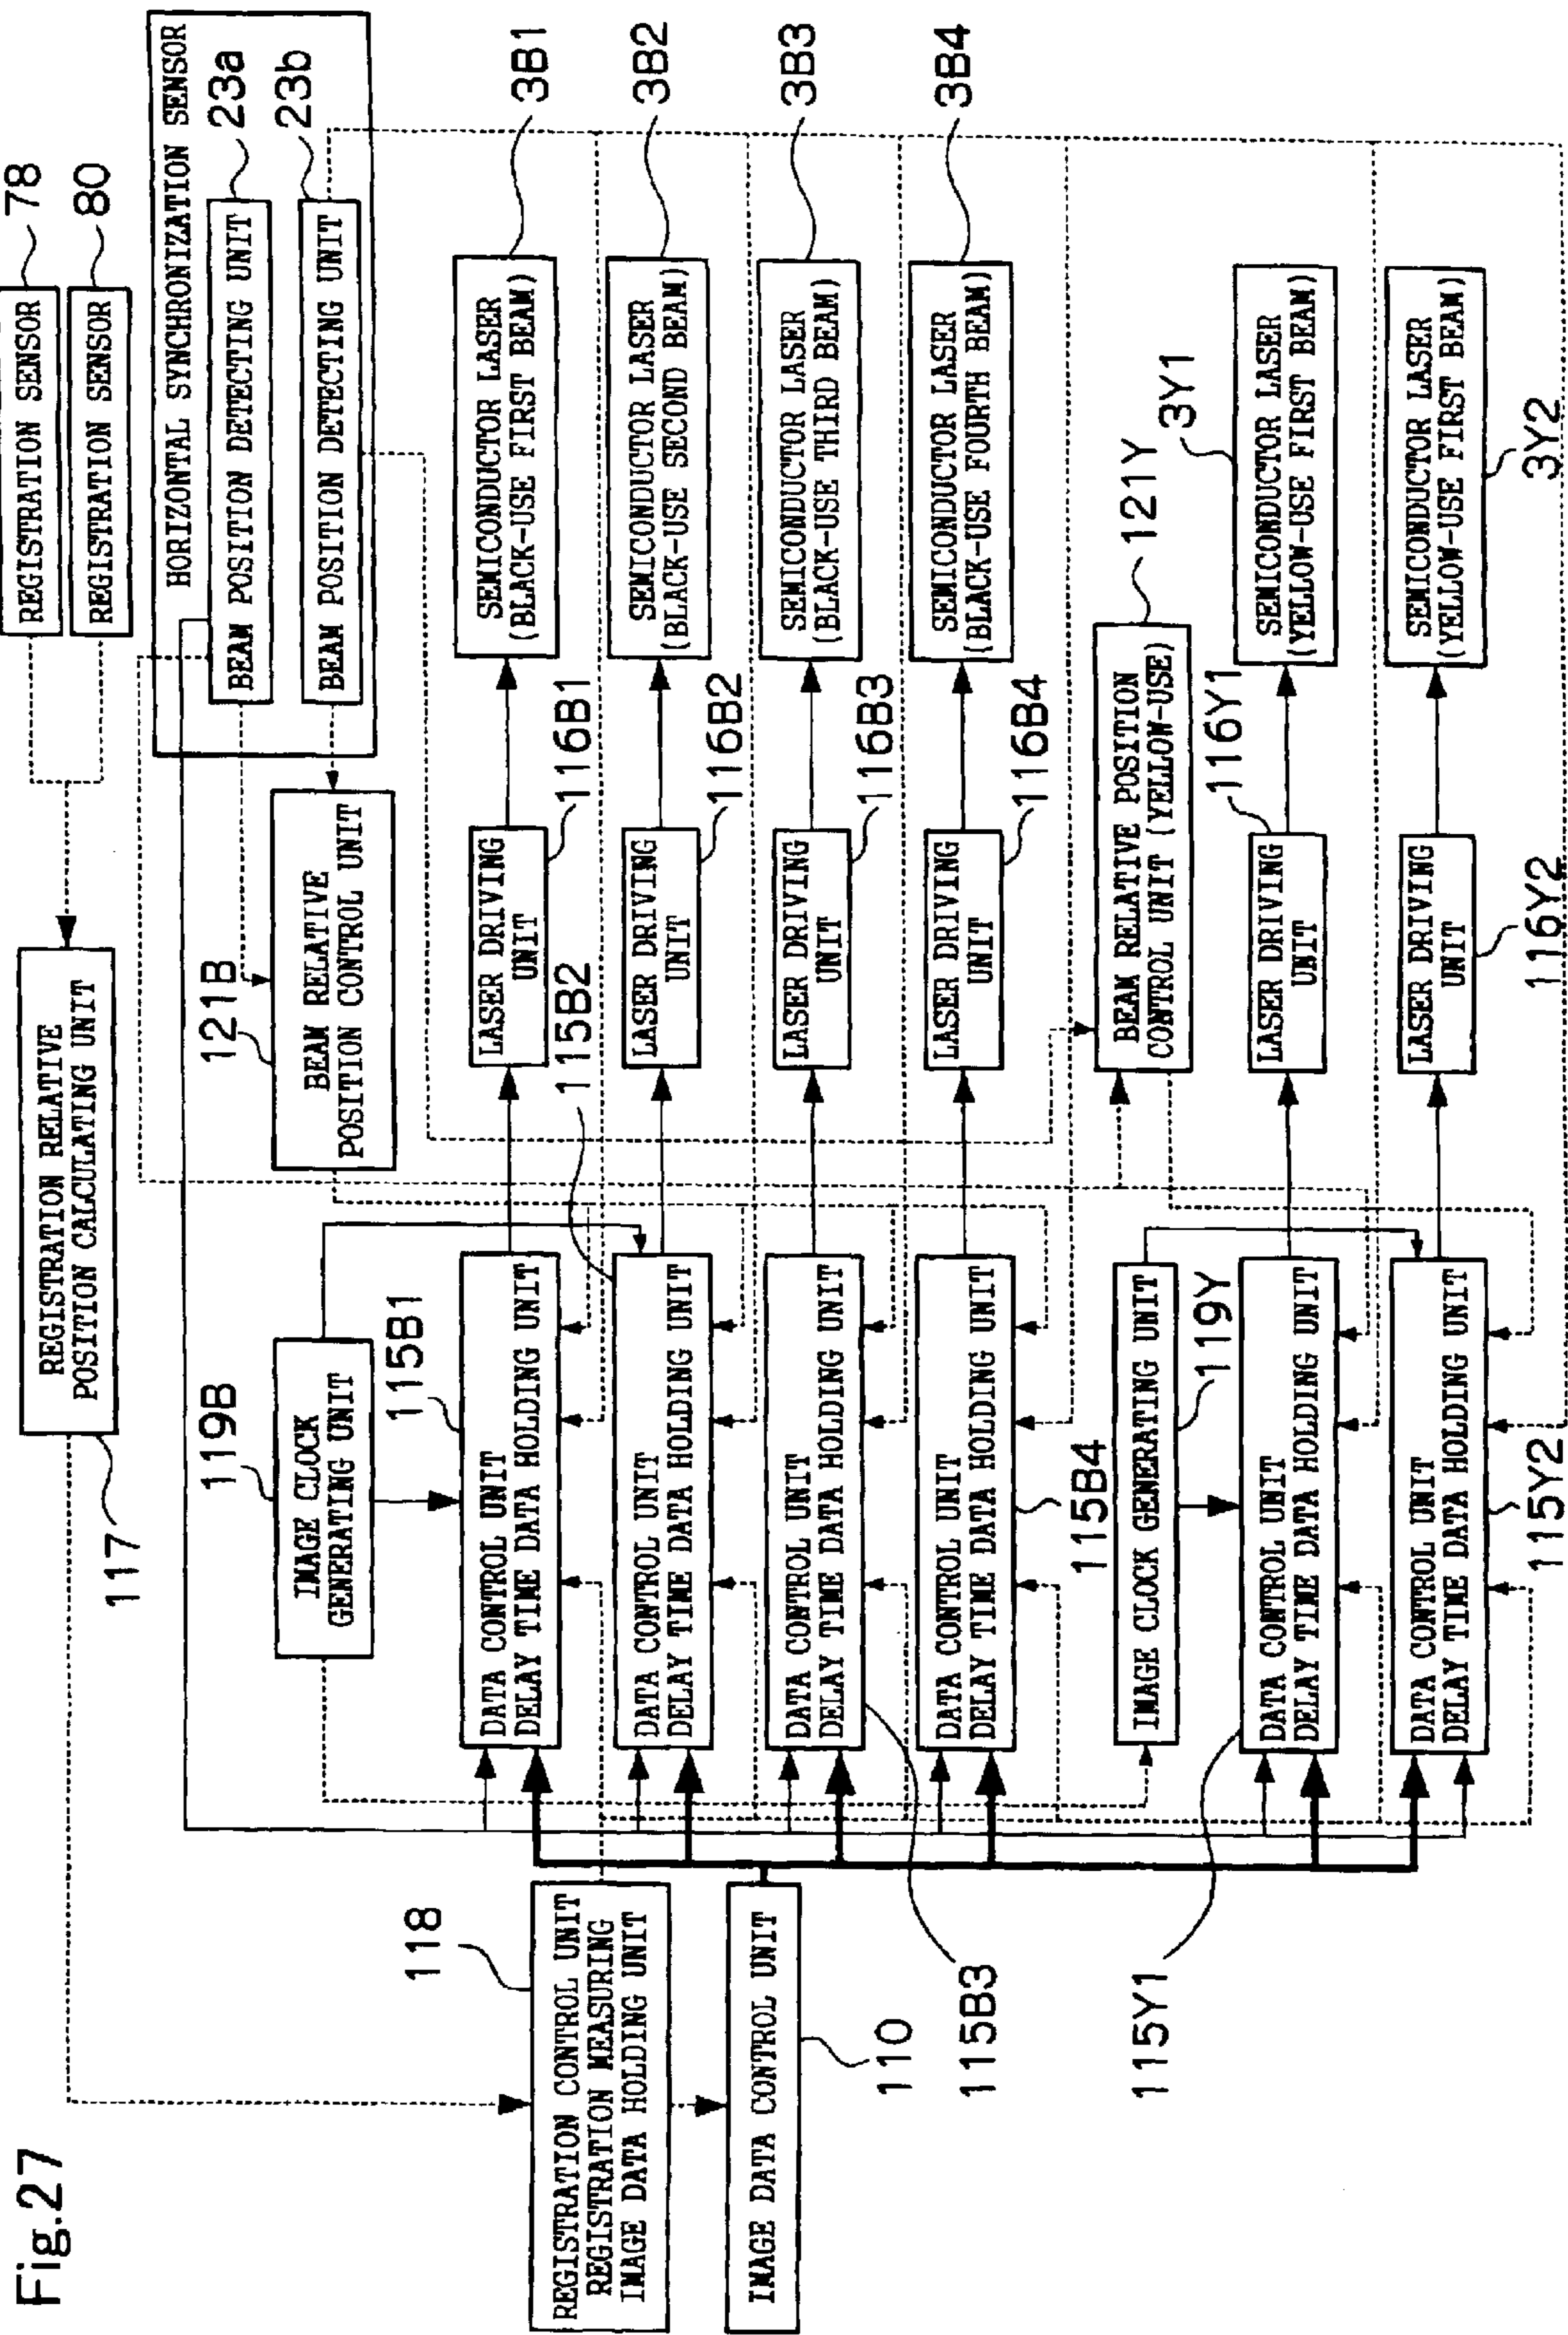 Fig.27
REGISTRATION SENSOR
78
REGISTRATION SENSOR
80
REGISTRATION RELATIVE
POSITION CALCULATING UNIT
117
HORIZONTAL SYNCHRONIZATION SENSOR
BEAM POSITION DETECTING UNIT
23a
BEAM POSITION DETECTING UNIT
23b
121B
BEAM RELATIVE
POSITION CONTROL UNIT
119B
IMAGE CLOCK
GENERATING UNIT
118
REGISTRATION CONTROL UNIT
REGISTRATION MEASURING
IMAGE DATA HOLDING UNIT
IMAGE DATA CONTROL UNIT
110
115B1
DATA CONTROL UNIT
DELAY TIME DATA HOLDING UNIT
LASER DRIVING
UNIT
116B1
SEMICONDUCTOR LASER
(BLACK-USE FIRST BEAM)
3B1
115B2
DATA CONTROL UNIT
DELAY TIME DATA HOLDING UNIT
LASER DRIVING
UNIT
116B2
SEMICONDUCTOR LASER
(BLACK-USE SECOND BEAM)
3B2
DATA CONTROL UNIT
DELAY TIME DATA HOLDING UNIT
115B3
LASER DRIVING
UNIT
116B3
SEMICONDUCTOR LASER
(BLACK-USE THIRD BEAM)
3B3
DATA CONTROL UNIT
DELAY TIME DATA HOLDING UNIT
115B4
LASER DRIVING
UNIT
116B4
SEMICONDUCTOR LASER
(BLACK-USE FOURTH BEAM)
3B4
IMAGE CLOCK GENERATING UNIT
119Y
BEAM RELATIVE POSITION
CONTROL UNIT (YELLOW-USE)
121Y
115Y1
DATA CONTROL UNIT
DELAY TIME DATA HOLDING UNIT
116Y1
LASER DRIVING
UNIT
3Y1
SEMICONDUCTOR LASER
(YELLOW-USE FIRST BEAM)
DATA CONTROL UNIT
DELAY TIME DATA HOLDING UNIT
115Y2
LASER DRIVING
UNIT
116Y2
SEMICONDUCTOR LASER
(YELLOW-USE FIRST BEAM)
3Y2